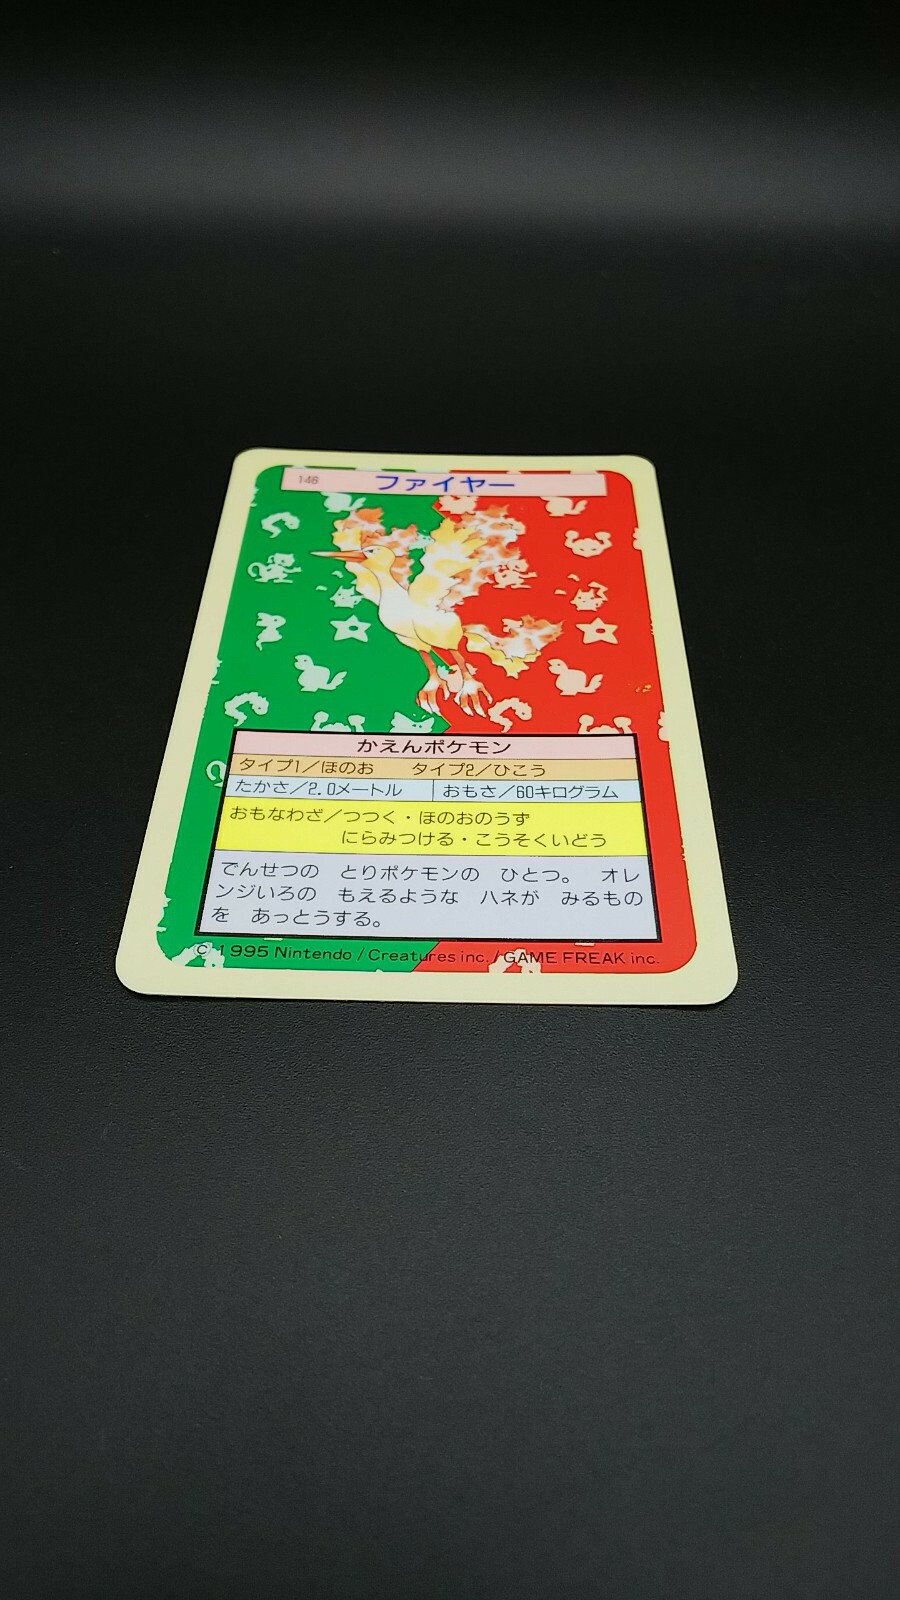 146 ファイヤー
かえんポケモン
タイプ1／ほのお タイプ2／ひこう
たかさ／2.0メートル おもさ／60キログラム
おもなわざ／つつく・ほのおのうず
にらみつける・こうそくいどう
でんせつの とりポケモンの ひとつ。 オレ
ンジいろの もえるような ハネが みるもの
を あっとうする。
© 1995 Nintendo / Creatures inc. / GAME FREAK inc.